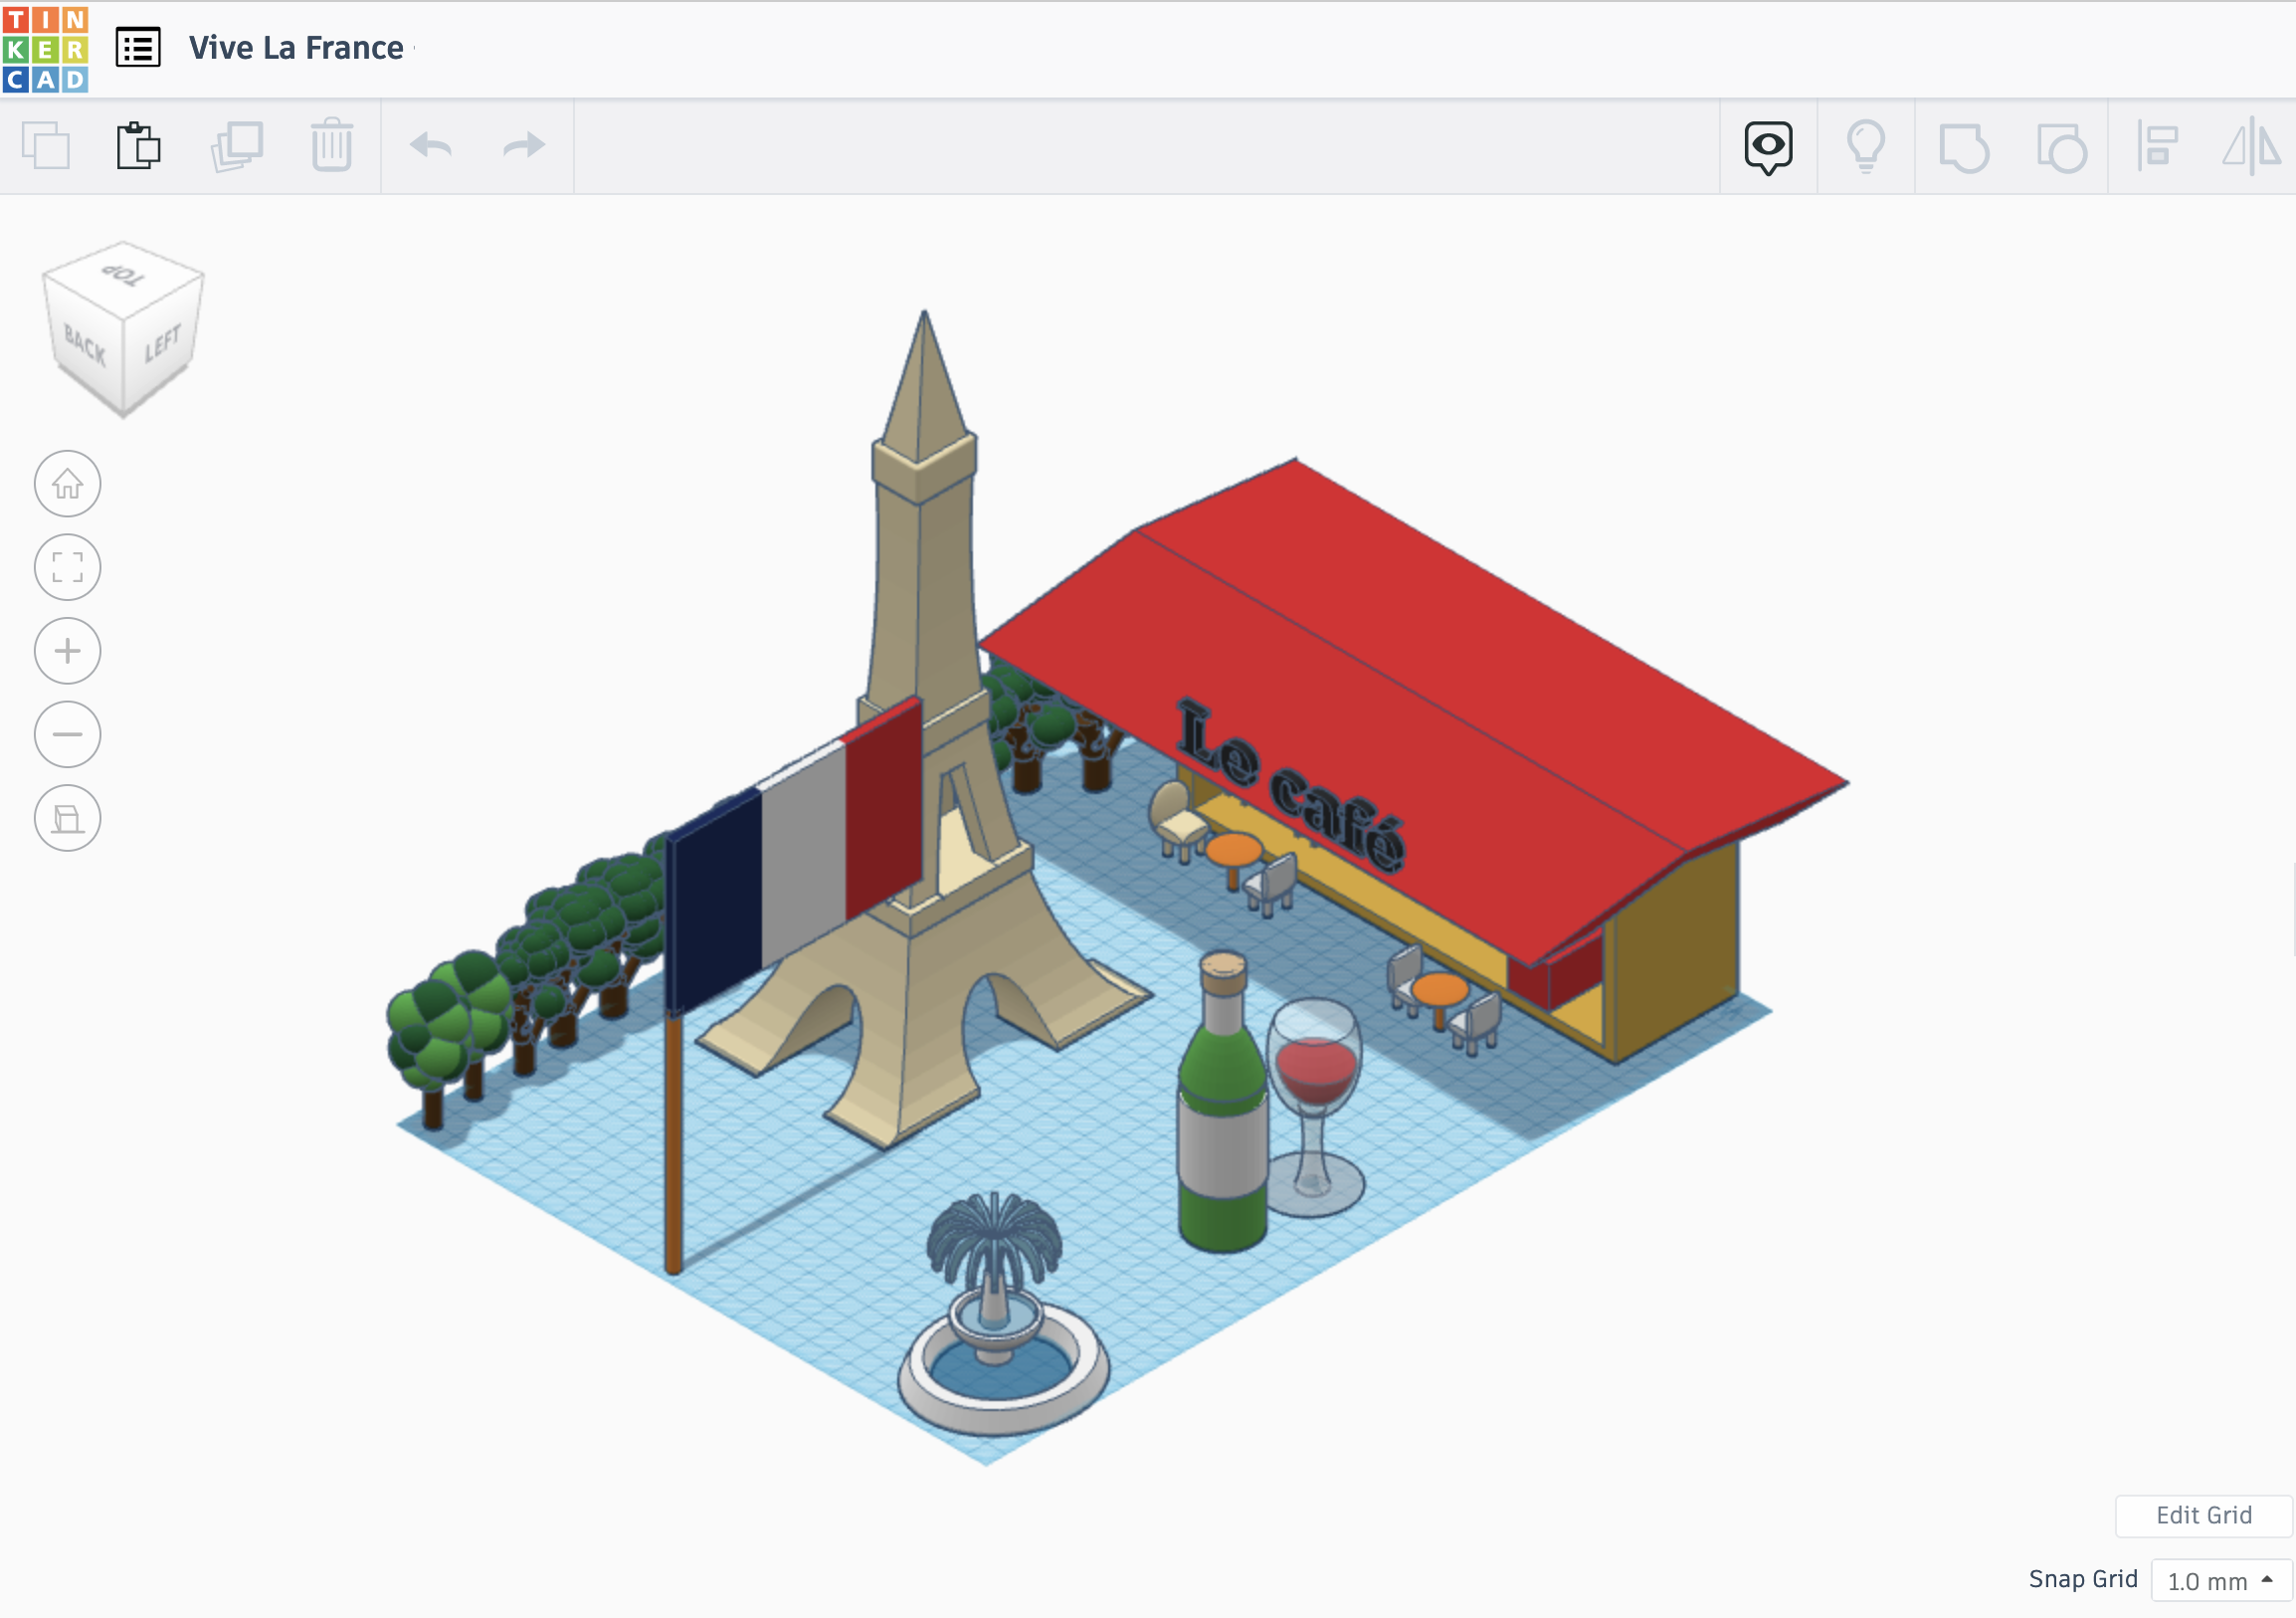 TIN
KER
CAD
Vive La France
TOP
BACK
LEFT
Le café
Edit Grid
Snap Grid 1.0 mm